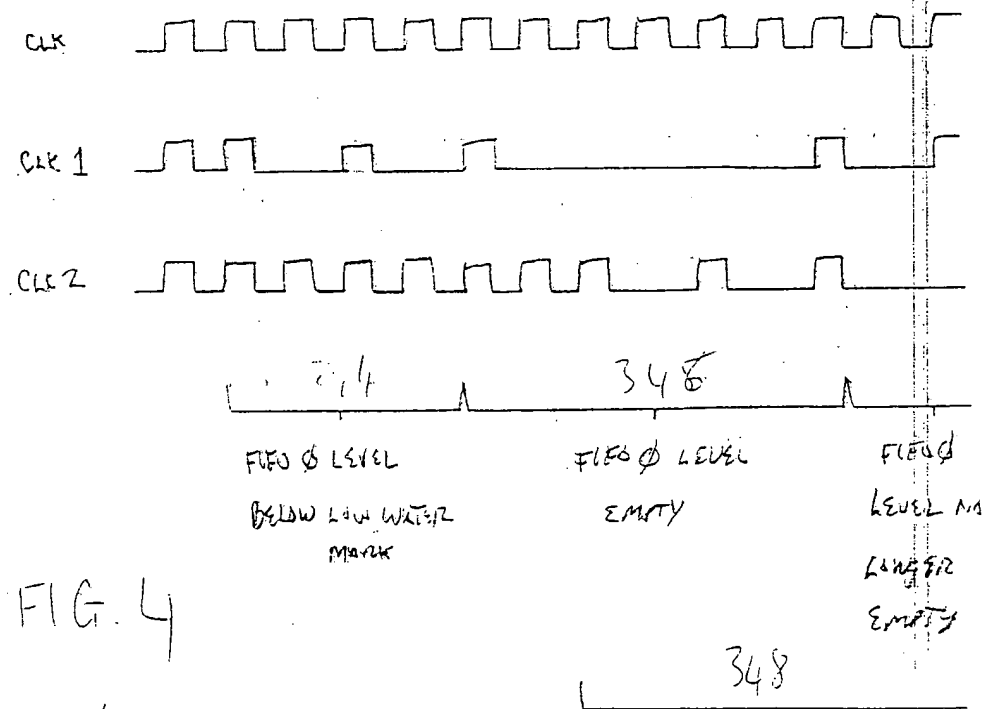 CLK
CLK 1
CLK 2
346
FIFO Ø LEVEL
BELOW LOW WATER
MARK
FIFO Ø LEVEL
EMPTY
FIFO Ø
LEVEL NO
LONGER
EMPTY
FIG. 4
348